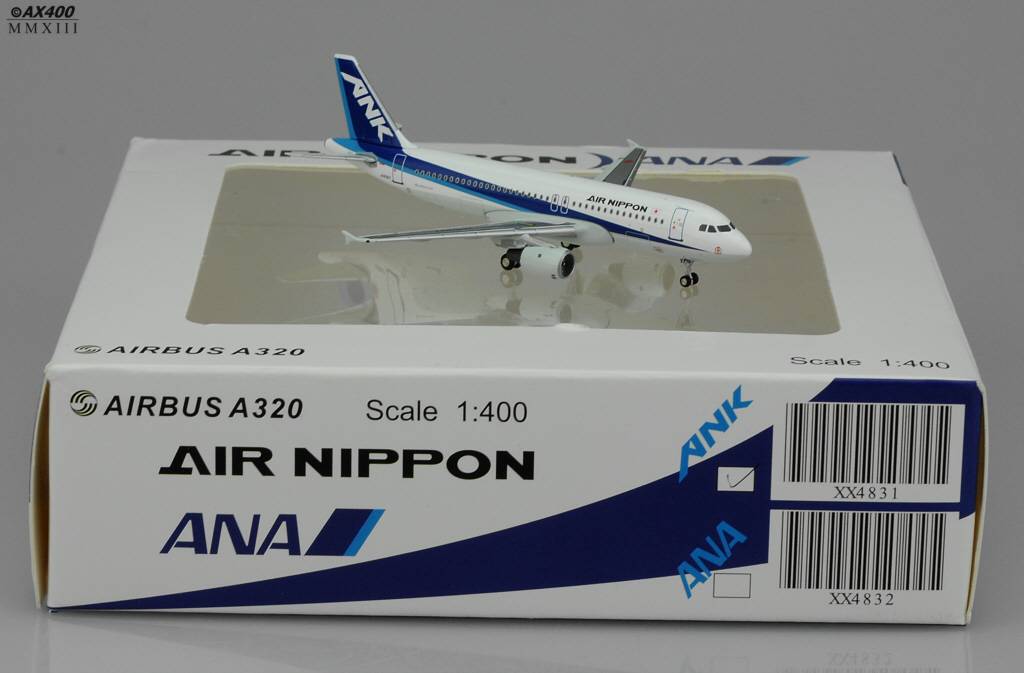 ©AX400
MMXIII
ANK
AIR NIPPON
ANA
AIR NIPPON
AIRBUS A320
Scale 1:400
AIRBUS A320
Scale 1:400
AIR NIPPON
ANA
ANK
XX4831
ANA
XX4832